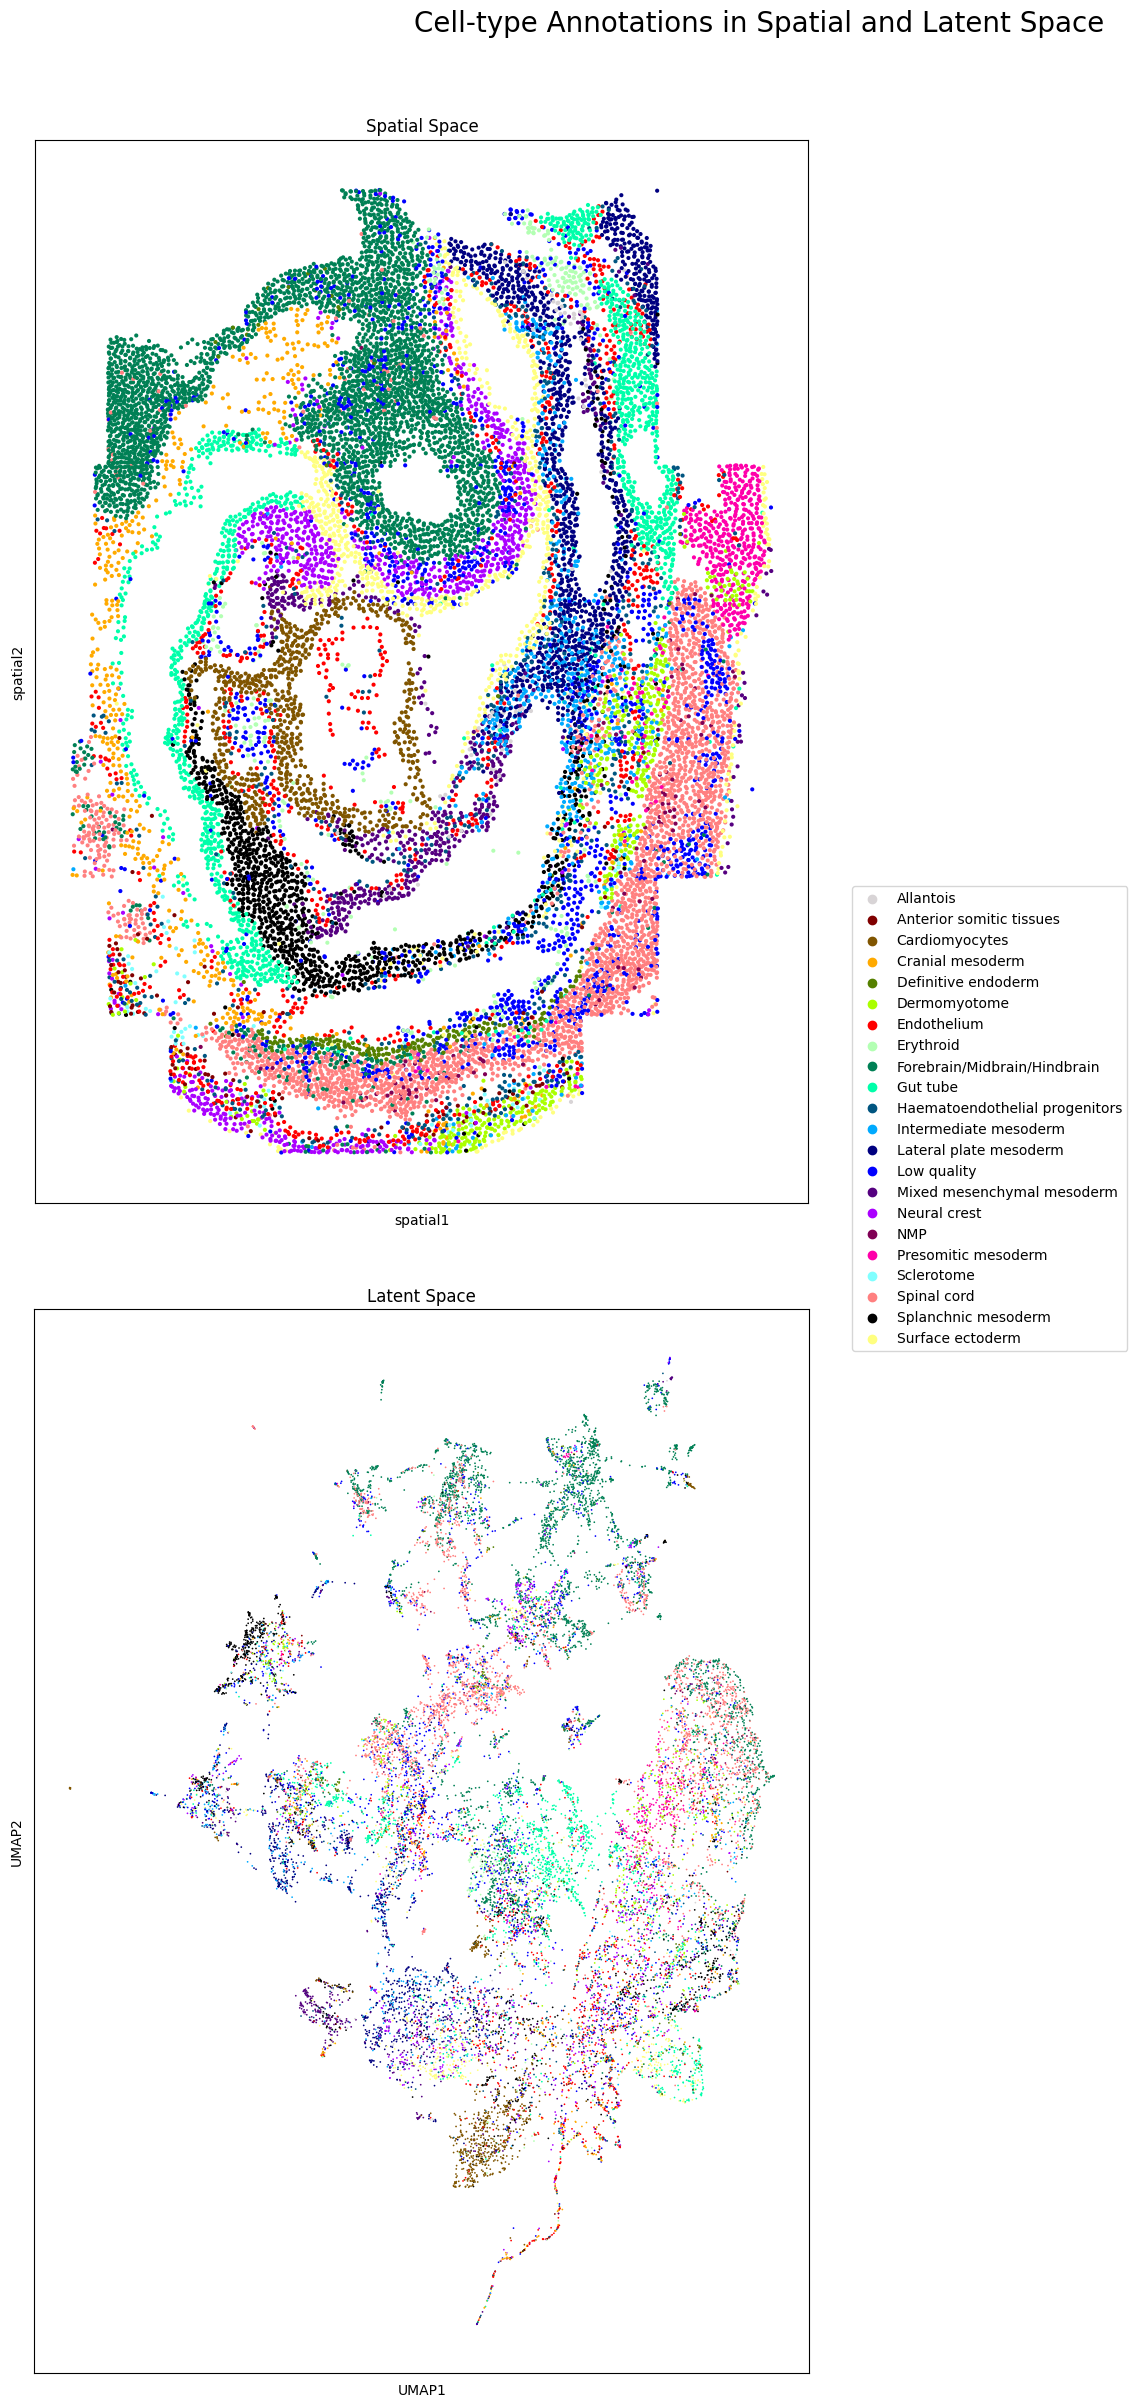 Cell-type Annotations in Spatial and Latent Space
Spatial Space
spatial2
spatial1
Allantois
Anterior somitic tissues
Cardiomyocytes
Cranial mesoderm
Definitive endoderm
Dermomyotome
Endothelium
Erythroid
Forebrain/Midbrain/Hindbrain
Gut tube
Haematoendothelial progenitors
Intermediate mesoderm
Lateral plate mesoderm
Low quality
Mixed mesenchymal mesoderm
Neural crest
NMP
Presomitic mesoderm
Sclerotome
Spinal cord
Splanchnic mesoderm
Surface ectoderm
Latent Space
UMAP2
UMAP1